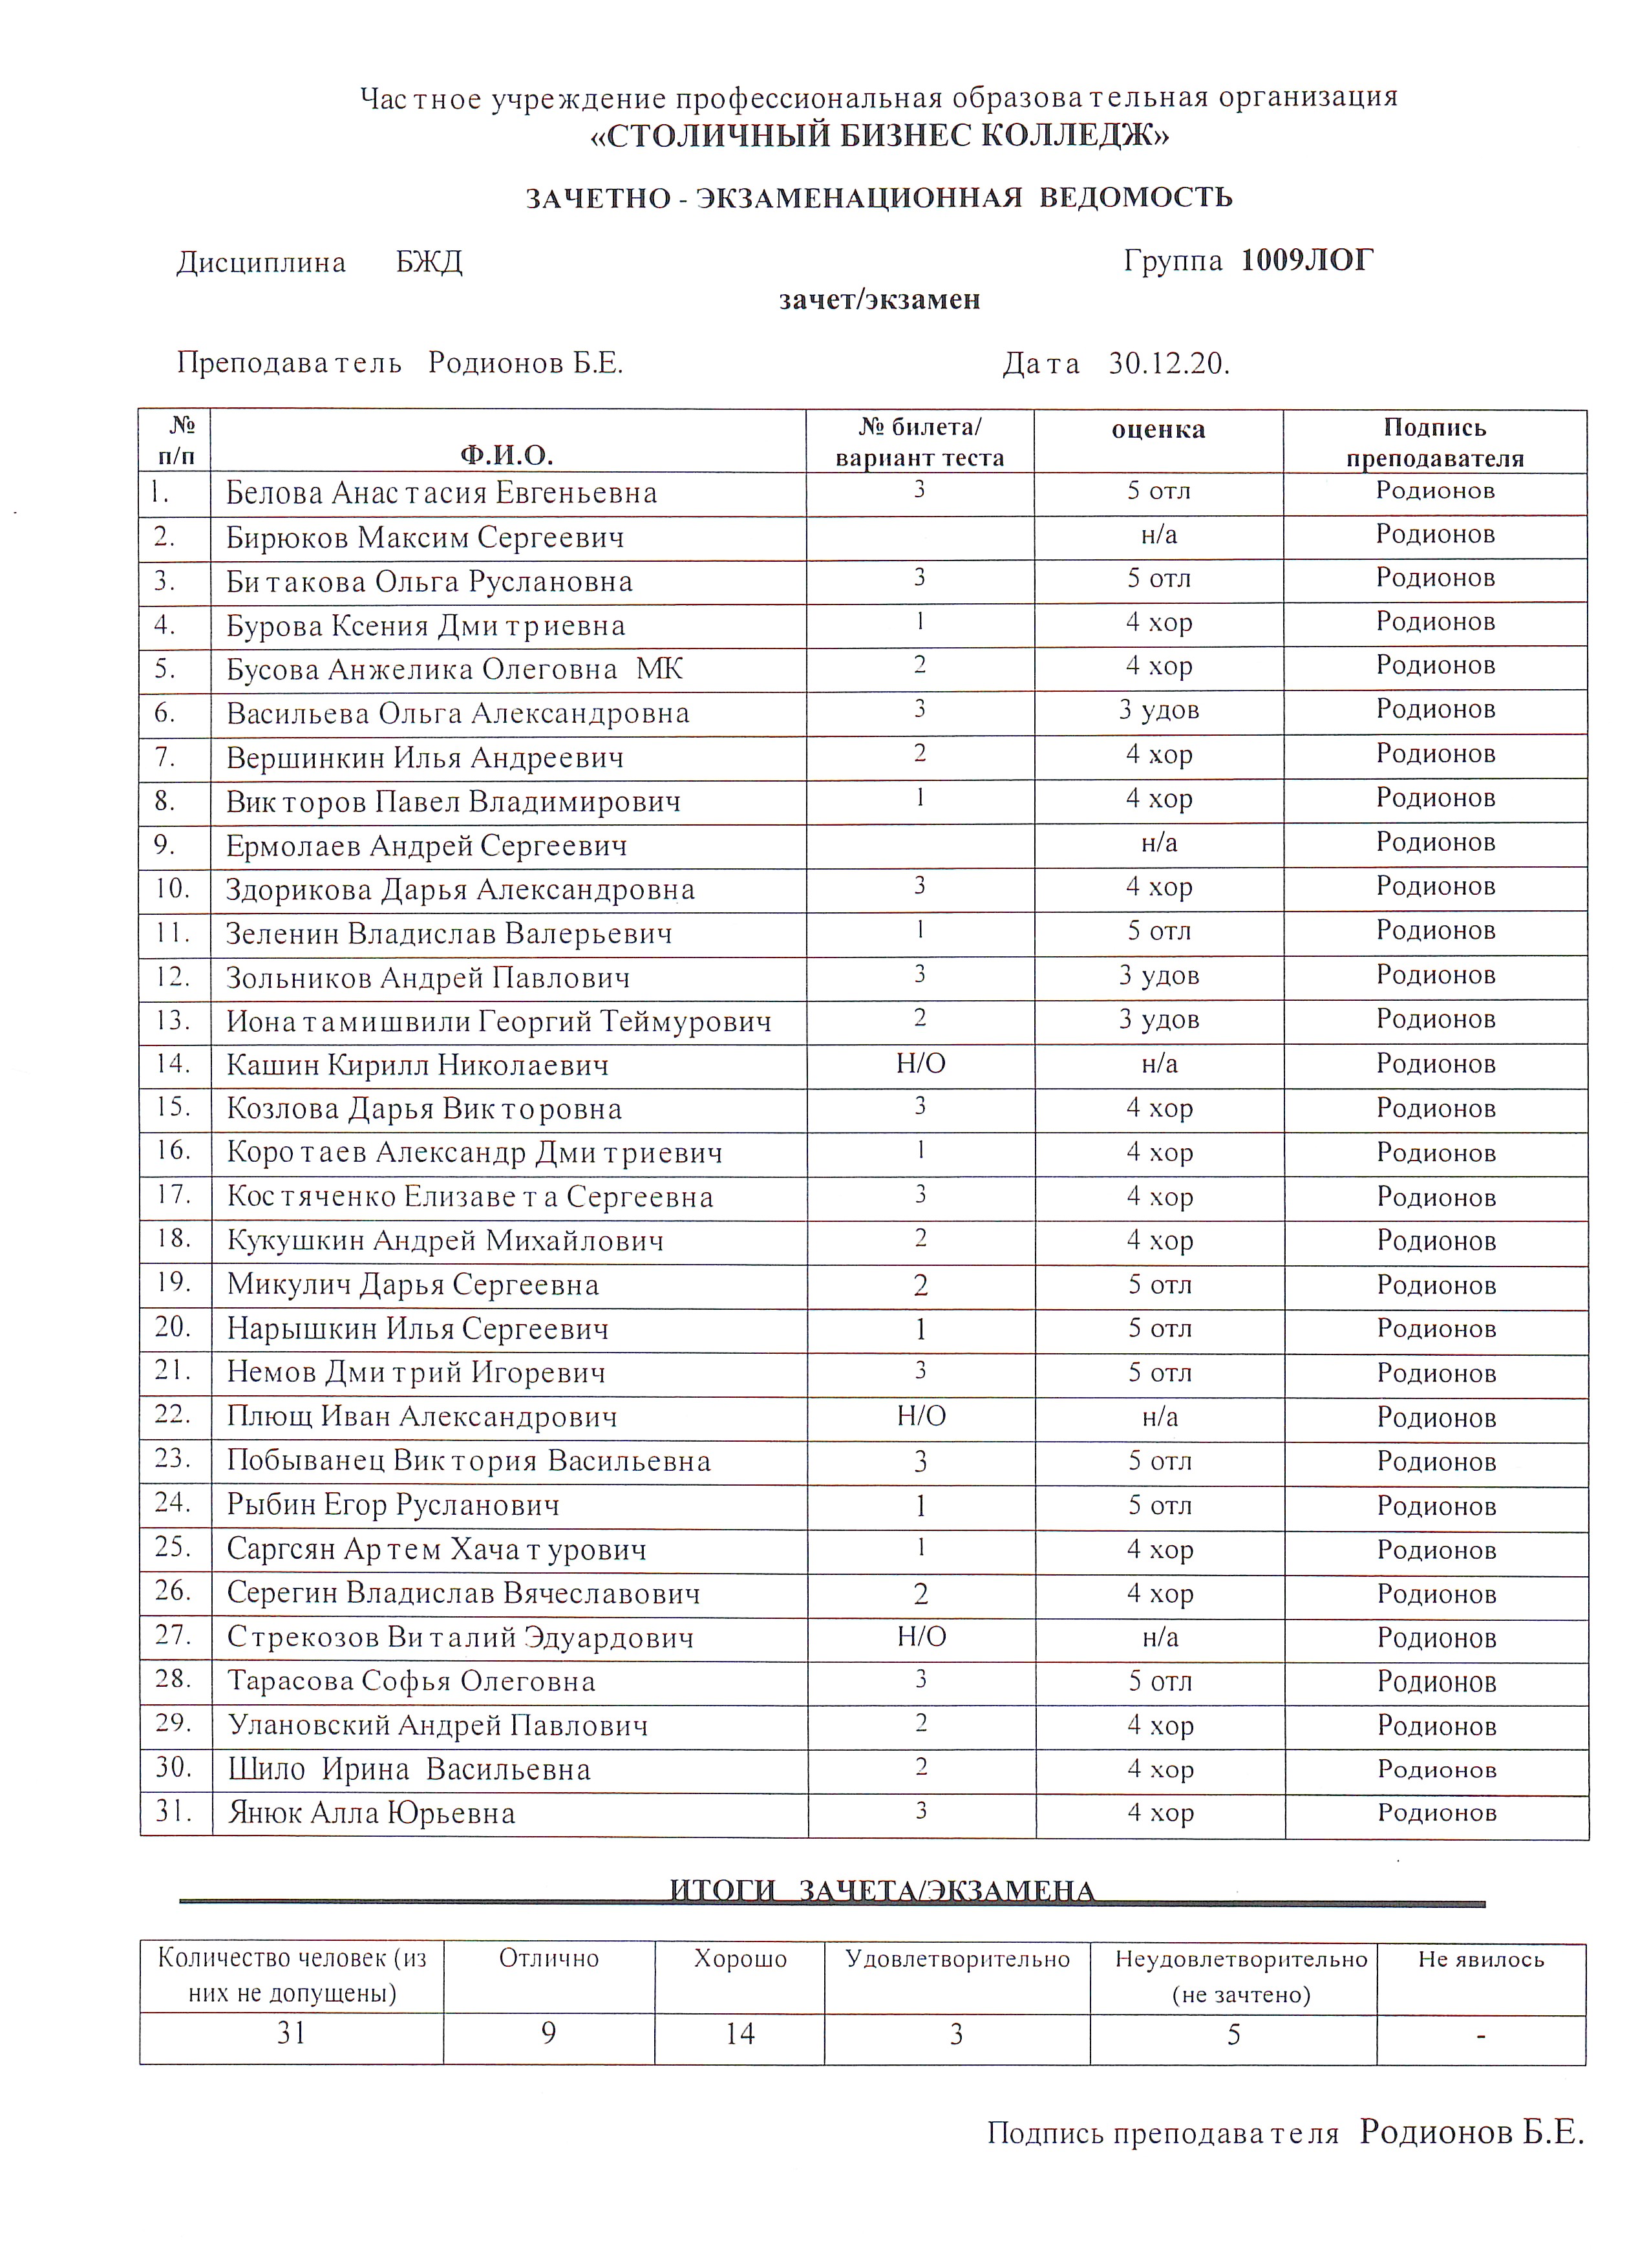 Частное учреждение профессиональная образовательная организация
«СТОЛИЧНЫЙ БИЗНЕС КОЛЛЕДЖ»
ЗАЧЕТНО - ЭКЗАМЕНАЦИОННАЯ ВЕДОМОСТЬ
Дисциплина БЖД Группа 1009ЛОГ
зачет/экзамен
Преподаватель Родионов Б.Е. Дата 30.12.20.
№ п/п Ф.И.О. № билета/ вариант теста оценка Подпись преподавателя
1. Белова Анастасия Евгеньевна 3 5 отл Родионов
2. Бирюков Максим Сергеевич н/а Родионов
3. Битакова Ольга Руслановна 3 5 отл Родионов
4. Бурова Ксения Дмитриевна 1 4 хор Родионов
5. Бусова Анжелика Олеговна МК 2 4 хор Родионов
6. Васильева Ольга Александровна 3 3 удов Родионов
7. Вершинкин Илья Андреевич 2 4 хор Родионов
8. Викторов Павел Владимирович 1 4 хор Родионов
9. Ермолаев Андрей Сергеевич н/а Родионов
10. Здорикова Дарья Александровна 3 4 хор Родионов
11. Зеленин Владислав Валерьевич 1 5 отл Родионов
12. Зольников Андрей Павлович 3 3 удов Родионов
13. Ионатамишвили Георгий Теймурович 2 3 удов Родионов
14. Кашин Кирилл Николаевич Н/О н/а Родионов
15. Козлова Дарья Викторовна 3 4 хор Родионов
16. Коротаев Александр Дмитриевич 1 4 хор Родионов
17. Костяченко Елизавета Сергеевна 3 4 хор Родионов
18. Кукушкин Андрей Михайлович 2 4 хор Родионов
19. Микулич Дарья Сергеевна 2 5 отл Родионов
20. Нарышкин Илья Сергеевич 1 5 отл Родионов
21. Немов Дмитрий Игоревич 3 5 отл Родионов
22. Плющ Иван Александрович Н/О н/а Родионов
23. Побыванец Виктория Васильевна 3 5 отл Родионов
24. Рыбин Егор Русланович 1 5 отл Родионов
25. Саргсян Артем Хачатурович 1 4 хор Родионов
26. Серегин Владислав Вячеславович 2 4 хор Родионов
27. Стрекозов Виталий Эдуардович Н/О н/а Родионов
28. Тарасова Софья Олеговна 3 5 отл Родионов
29. Улановский Андрей Павлович 2 4 хор Родионов
30. Шило Ирина Васильевна 2 4 хор Родионов
31. Янюк Алла Юрьевна 3 4 хор Родионов
ИТОГИ ЗАЧЕТА/ЭКЗАМЕНА
Количество человек (из них не допущены) Отлично Хорошо Удовлетворительно Неудовлетворительно (не зачтено) Не явилось
31 9 14 3 5 -
Подпись преподавателя Родионов Б.Е.